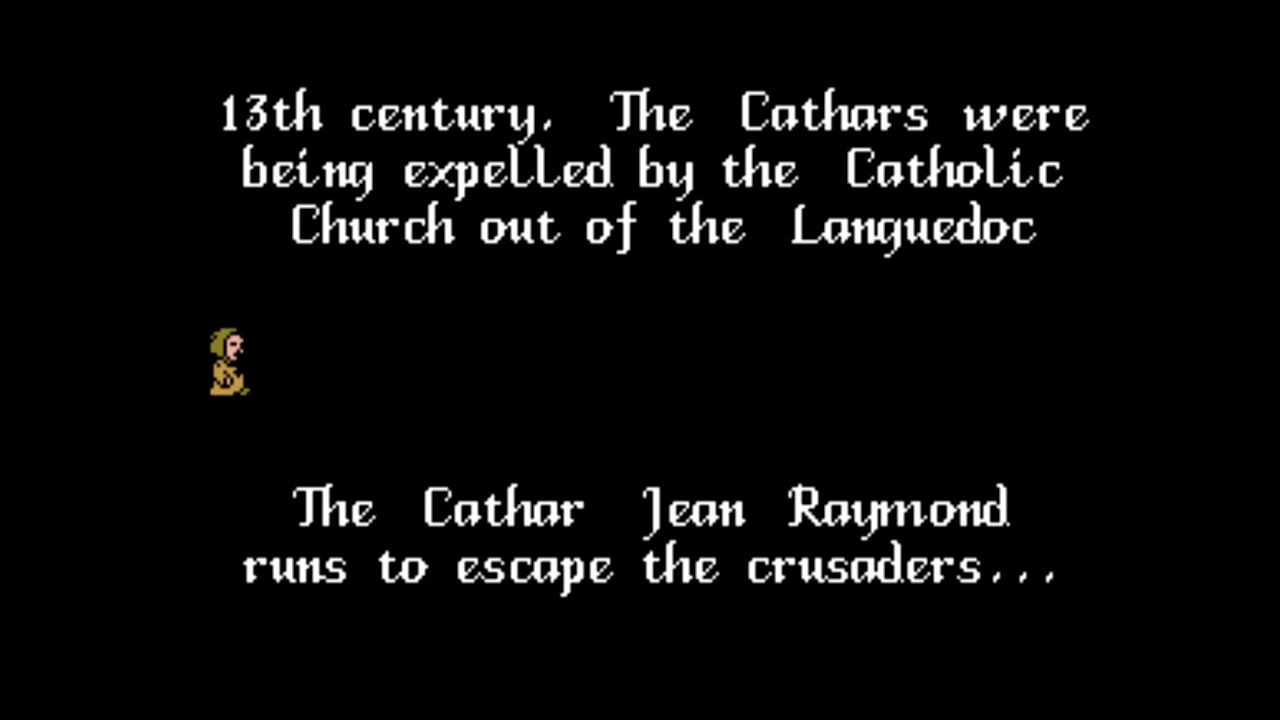 13th century. The Cathars were
being expelled by the Catholic
Church out of the Languedoc
The Cathar Jean Raymond
runs to escape the crusaders...